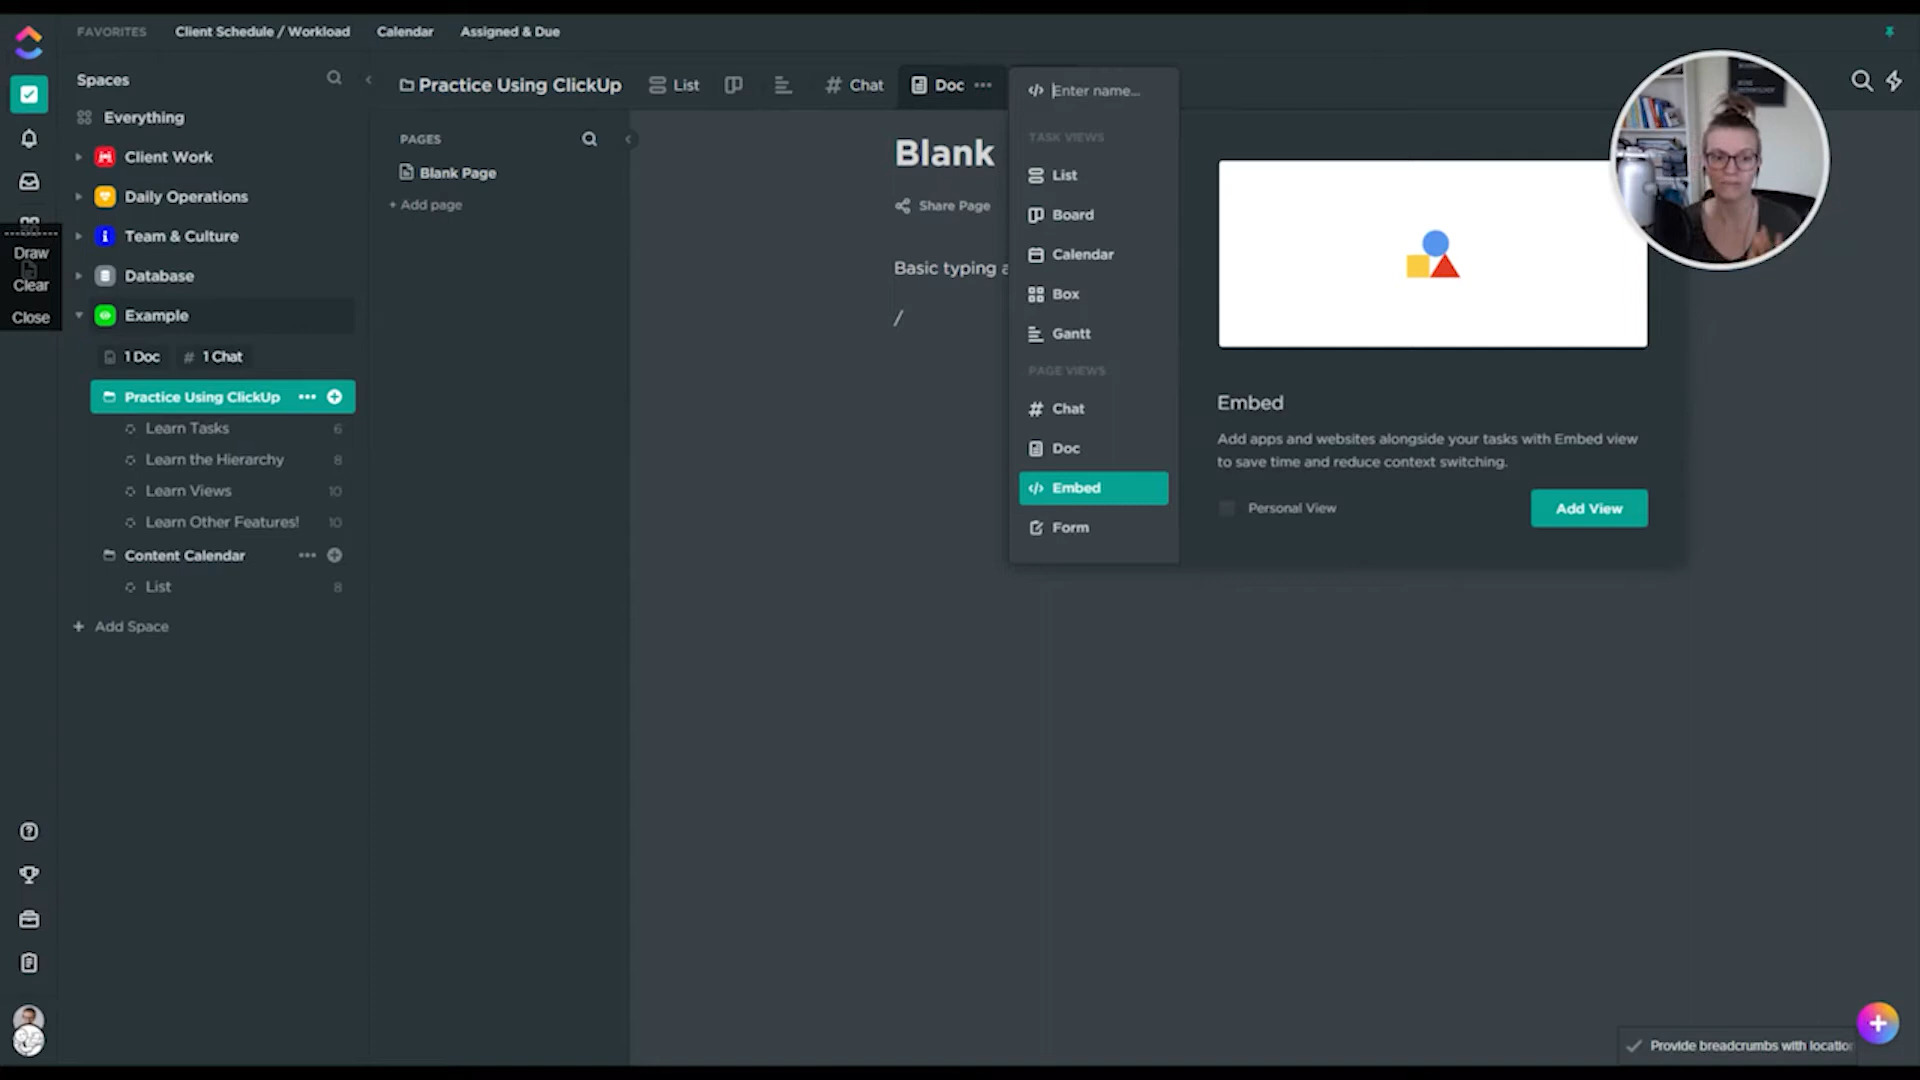 FAVORITES
Client Schedule / Workload
Calendar
Assigned & Due
Spaces
Everything
Client Work
Daily Operations
Team & Culture
Database
Example
1 Doc
# 1 Chat
Practice Using ClickUp
Learn Tasks 6
Learn the Hierarchy 8
Learn Views 10
Learn Other Features! 10
Content Calendar
List 8
+ Add Space
Draw
Clear
Close
Practice Using ClickUp
List
# Chat
Doc
PAGES
Blank Page
+ Add page
Blank
Share Page
Basic typing a
/
</> Enter name...
TASK VIEWS
List
Board
Calendar
Box
Gantt
PAGE VIEWS
# Chat
Doc
</> Embed
Form
Embed
Add apps and websites alongside your tasks with Embed view
to save time and reduce context switching.
Personal View
Add View
Provide breadcrumbs with locatio